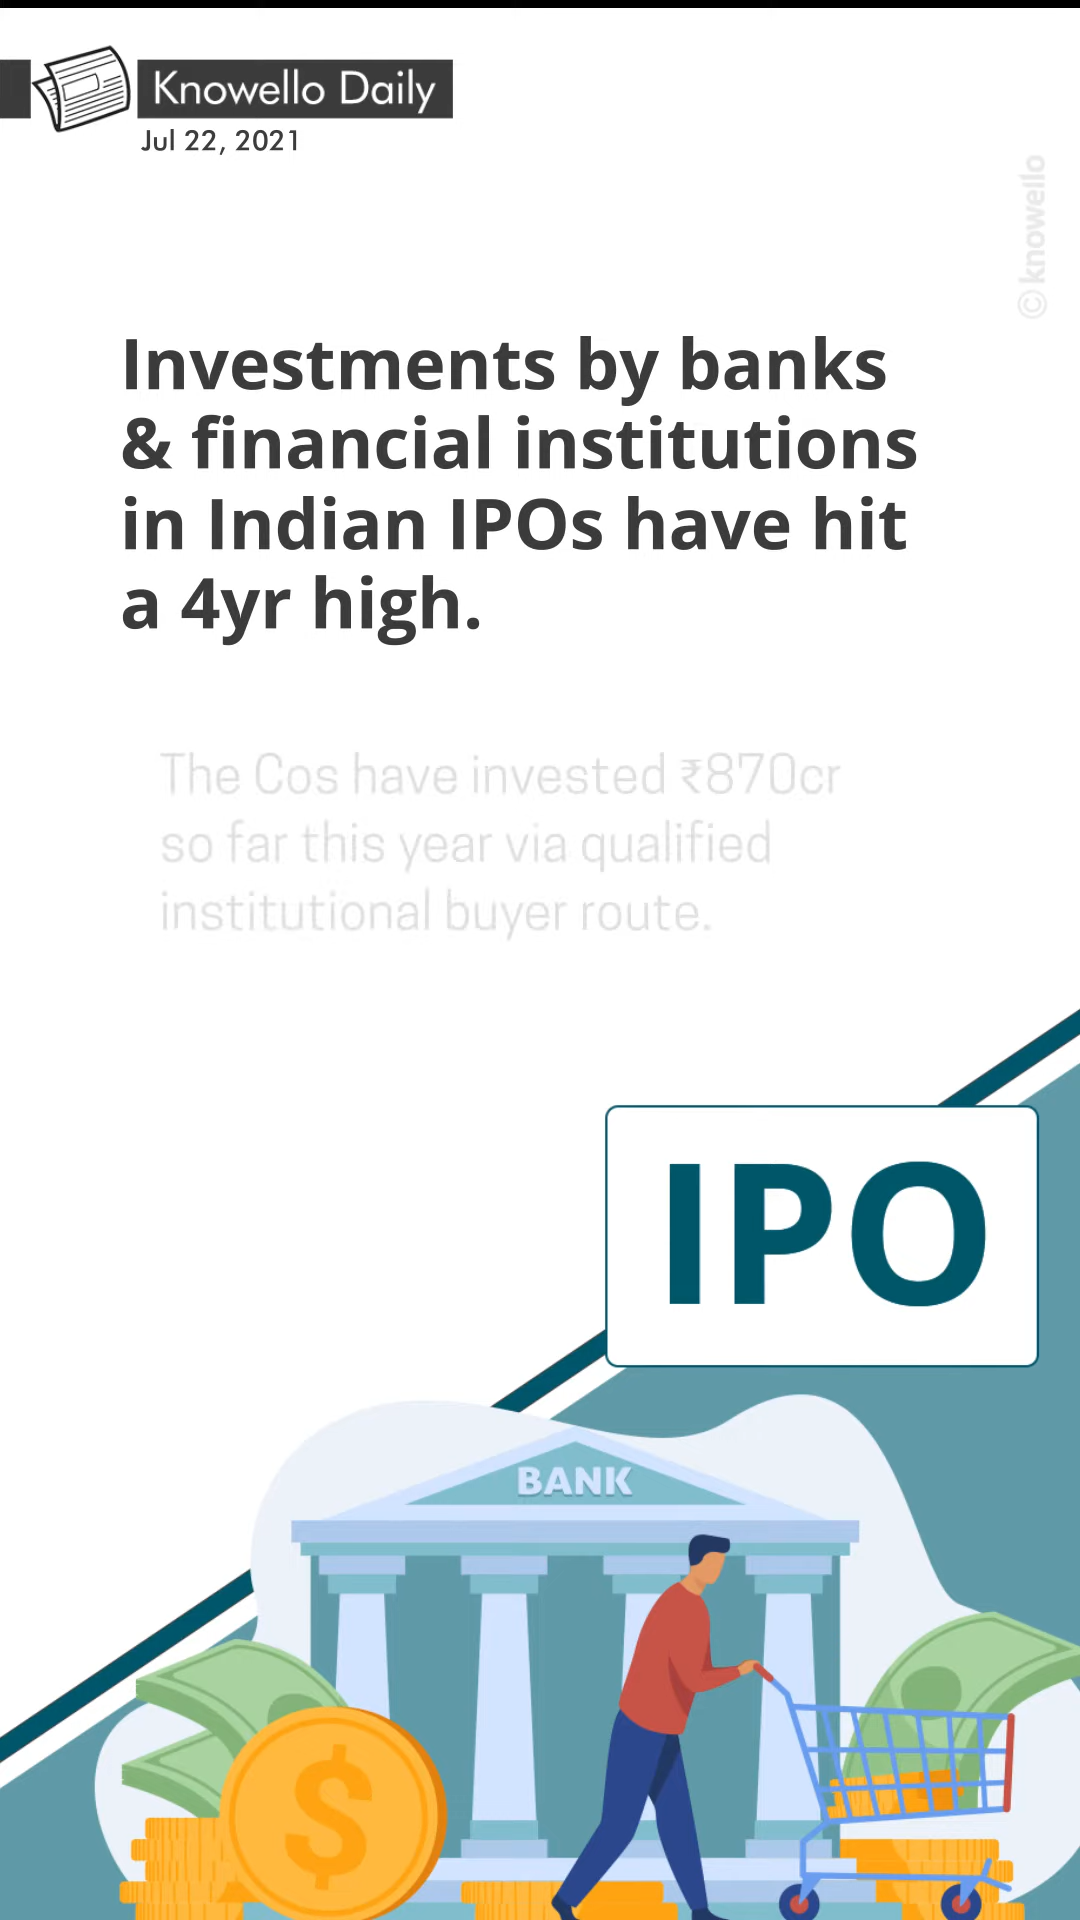 Knowello Daily
Jul 22, 2021
© knowello
Investments by banks
& financial institutions
in Indian IPOs have hit
a 4yr high.
The Cos have invested ₹870cr
so far this year via qualified
institutional buyer route.
IPO
BANK
$